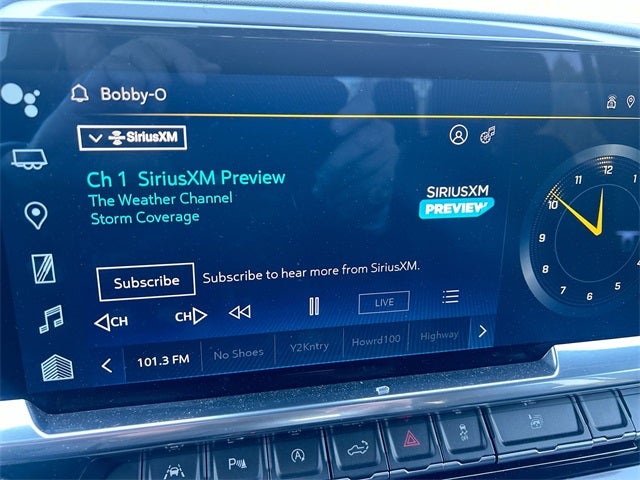 Bobby-O
SiriusXM
Ch 1 SiriusXM Preview
The Weather Channel
Storm Coverage
SIRIUSXM
PREVIEW
Subscribe
Subscribe to hear more from SiriusXM.
CH
CH
LIVE
101.3 FM
No Shoes
Y2Kntry
Howrd100
Highway
12
11
1
10
9
8
7
6
5